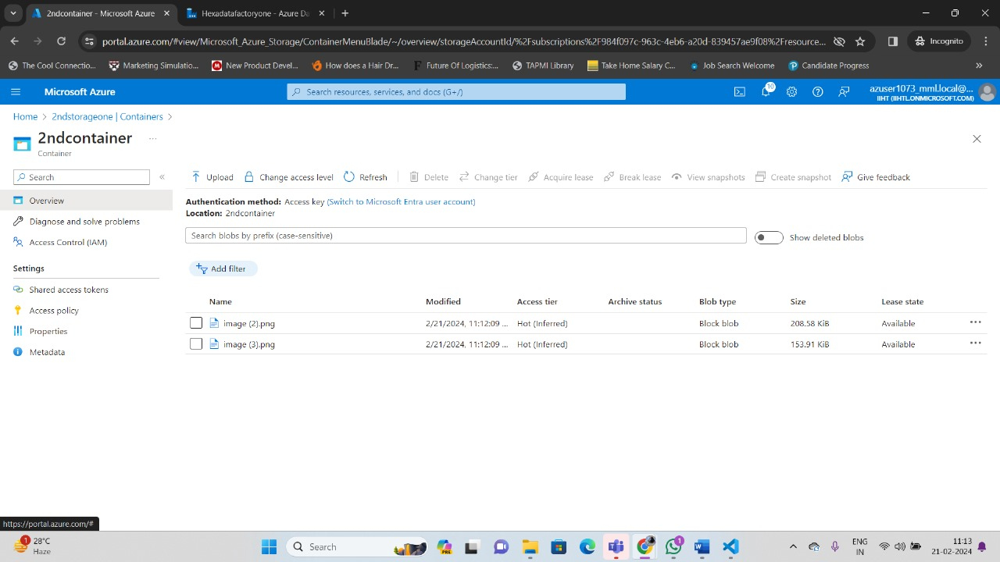 2ndcontainer - Microsoft Azure
Hexadatafactoryone - Azure Da
portal.azure.com/#view/Microsoft_Azure_Storage/ContainerMenuBlade/~/overview/storageAccountId/%2Fsubscriptions%2F984f051c-963c-4eb6-a20d-839457ae9f08%2Fresource...
Incognito
The Cool Connectio...
Marketing Simulatio...
New Product Devel...
How does a Hair Dr...
Future Of Logistics:...
TAPMI Library
Take Home Salary C...
Job Search Welcome
Candidate Progress
Microsoft Azure
Search resources, services, and docs (G+/)
10
azuser1073_mml.local@...
IIHT (IIHTL.ONMICROSOFT.COM)
Home > 2ndstorageone | Containers >
2ndcontainer ...
Container
Search
Upload Change access level Refresh Delete Change tier Acquire lease Break lease View snapshots Create snapshot Give feedback
Overview
Diagnose and solve problems
Access Control (IAM)
Settings
Shared access tokens
Access policy
Properties
Metadata
Authentication method: Access key (Switch to Microsoft Entra user account)
Location: 2ndcontainer
Search blobs by prefix (case-sensitive)
Show deleted blobs
Add filter
Name Modified Access tier Archive status Blob type Size Lease state
image (2).png 2/21/2024, 11:12:09 ... Hot (Inferred) Block blob 208.58 KiB Available ...
image (3).png 2/21/2024, 11:12:09 ... Hot (Inferred) Block blob 153.91 KiB Available ...
https://portal.azure.com/#
1
28°C
Haze
Search
PRE
1
ENG
IN
11:13
21-02-2024